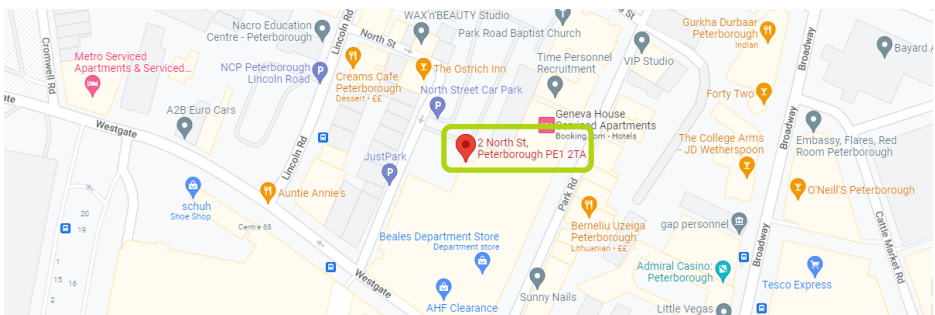 WAX'n'BEAUTY Studio
Nacro Education
Centre - Peterborough
Lincoln Rd
North St
Park Road Baptist Church
Gurkha Durbaar
Peterborough
Indian
Broadway
Bayard A
Cromwell Rd
Metro Serviced
Apartments & Serviced...
NCP Peterborough
Lincoln Road
Creams Cafe
Peterborough
Dessert • ££
The Ostrich Inn
Time Personnel
Recruitment
VIP Studio
North Street Car Park
Forty Two
A2B Euro Cars
Westgate
Geneva House
Serviced Apartments
Booking.com - Hotels
2 North St,
Peterborough PE1 2TA
The College Arms
- JD Wetherspoon
Broadway
Embassy, Flares, Red
Room Peterborough
Lincoln Rd
JustPark
Auntie Annie's
Park Rd
O'Neill's Peterborough
schuh
Shoe Shop
20
19
Centre 68
Berneliu Uzeiga
Peterborough
Lithuanian • ££
gap personnel
Broadway
Cattle Market Rd
Beales Department Store
Department store
Westgate
1
15
16
2
Admiral Casino:
Peterborough
Tesco Express
AHF Clearance
Sunny Nails
Little Vegas